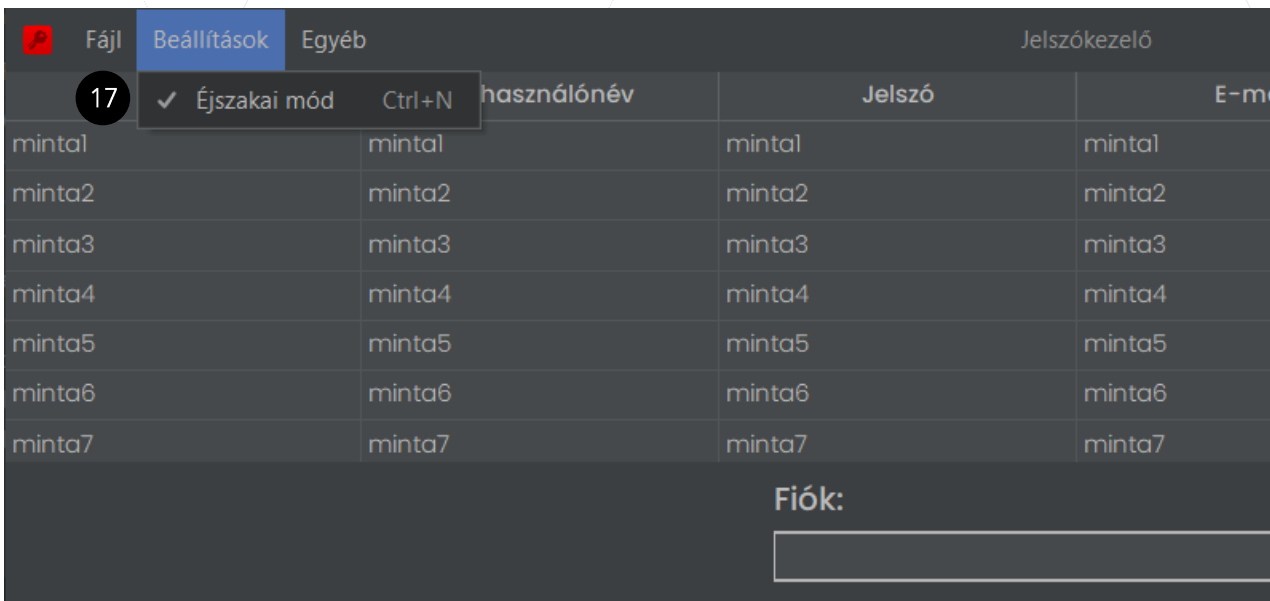 Fájl Beállítások Egyéb Jelszókezelő
17 ✓ Éjszakai mód Ctrl+N használónév Jelszó E-m
minta1 minta1 minta1 minta1
minta2 minta2 minta2 minta2
minta3 minta3 minta3 minta3
minta4 minta4 minta4 minta4
minta5 minta5 minta5 minta5
minta6 minta6 minta6 minta6
minta7 minta7 minta7 minta7
Fiók: